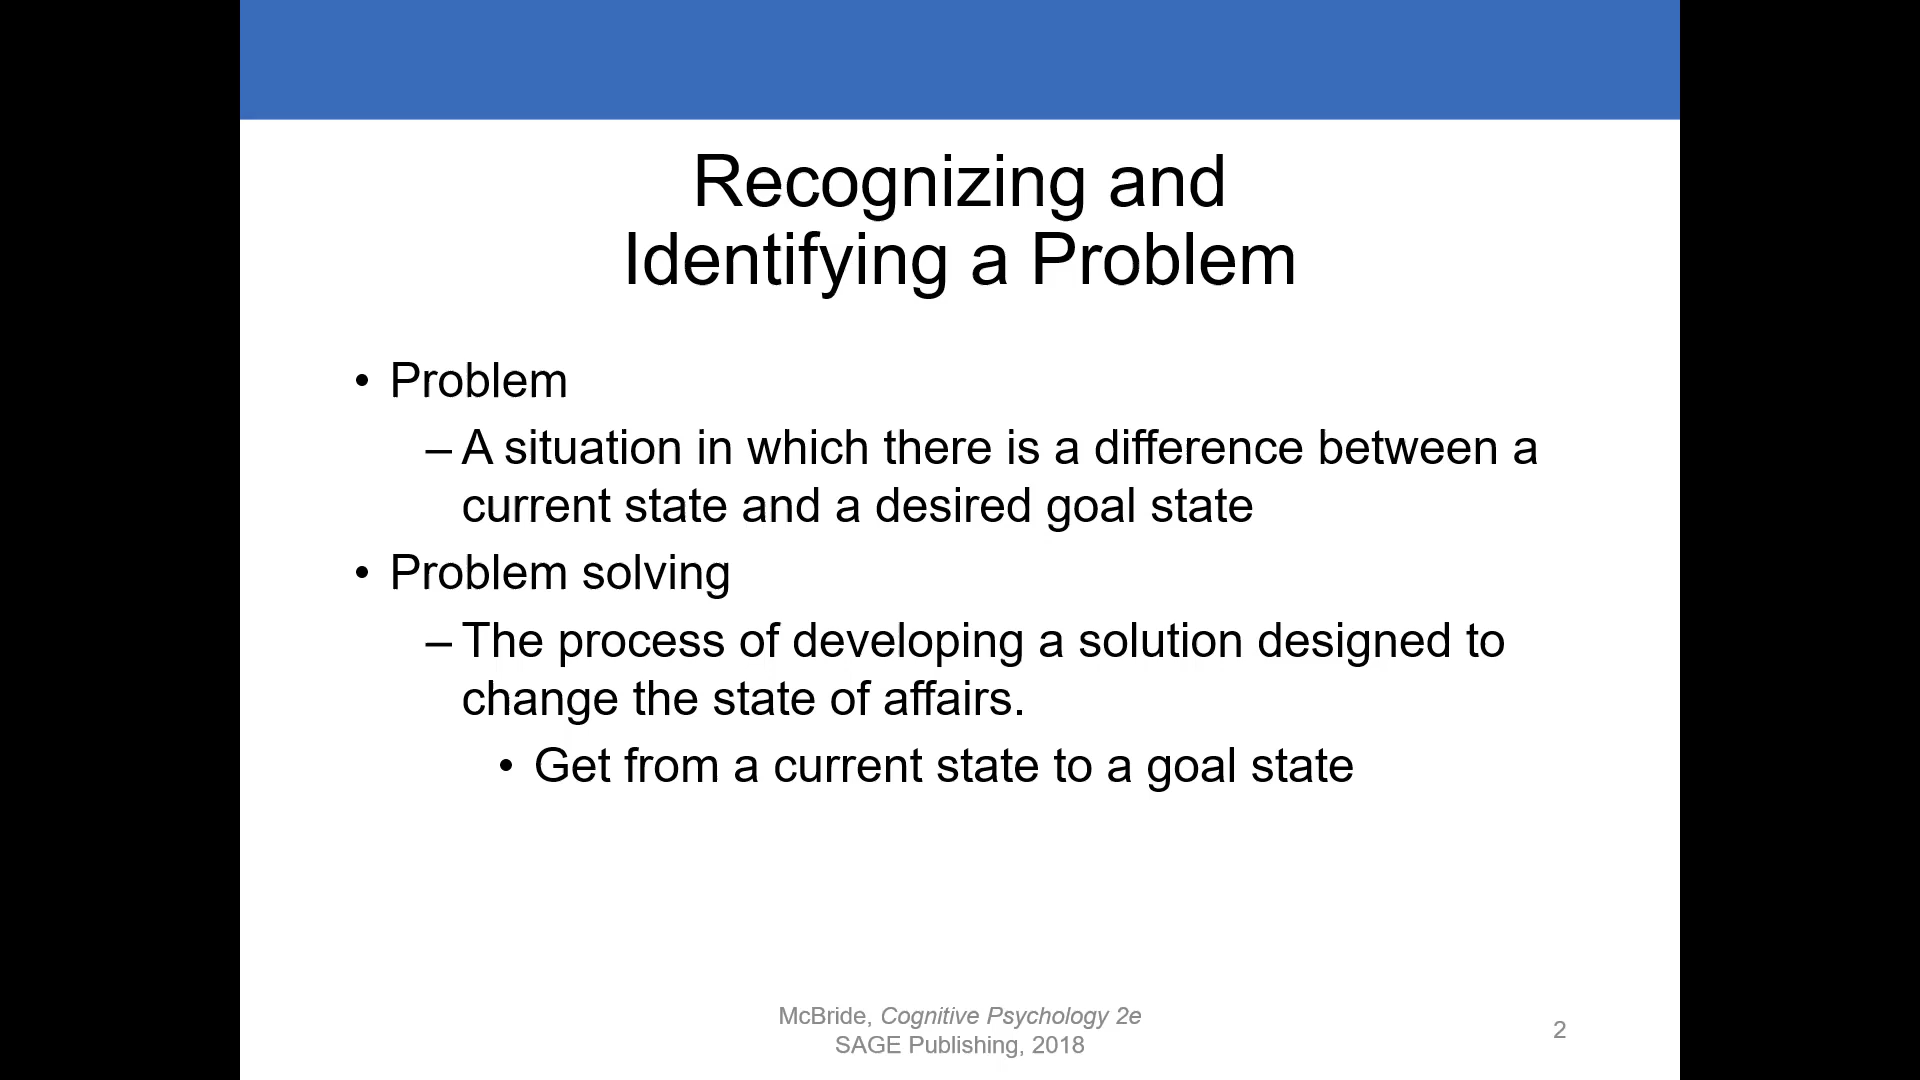 Recognizing and
Identifying a Problem
• Problem
– A situation in which there is a difference between a
current state and a desired goal state
• Problem solving
– The process of developing a solution designed to
change the state of affairs.
• Get from a current state to a goal state
McBride, Cognitive Psychology 2e
SAGE Publishing, 2018
2